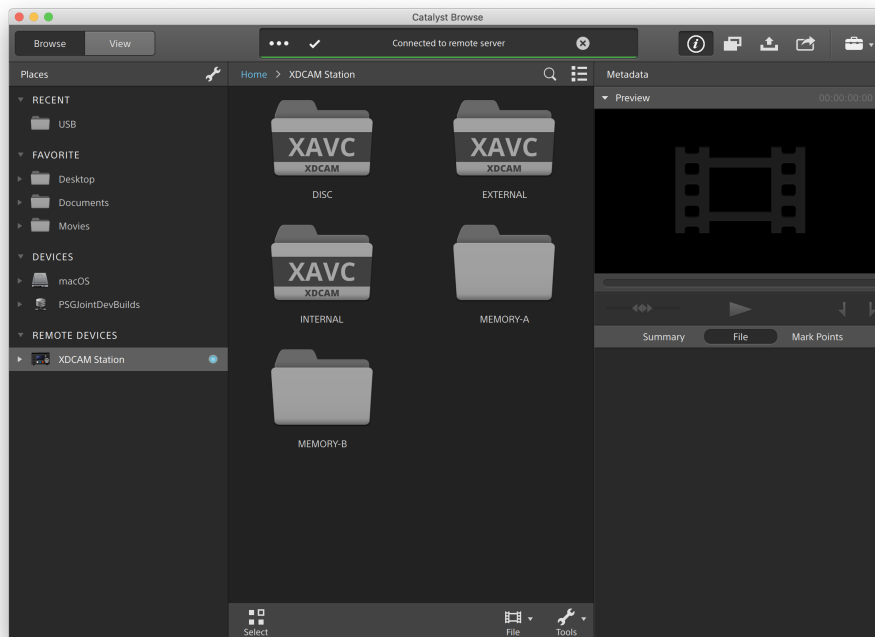 Catalyst Browse
Browse
View
Connected to remote server
Places
Home > XDCAM Station
Metadata
RECENT
USB
FAVORITE
Desktop
Documents
Movies
DEVICES
macOS
PSGJointDevBuilds
REMOTE DEVICES
XDCAM Station
XAVC
XDCAM
DISC
XAVC
XDCAM
EXTERNAL
XAVC
XDCAM
INTERNAL
MEMORY-A
MEMORY-B
Preview
00:00:00:00
Summary
File
Mark Points
Select
File
Tools